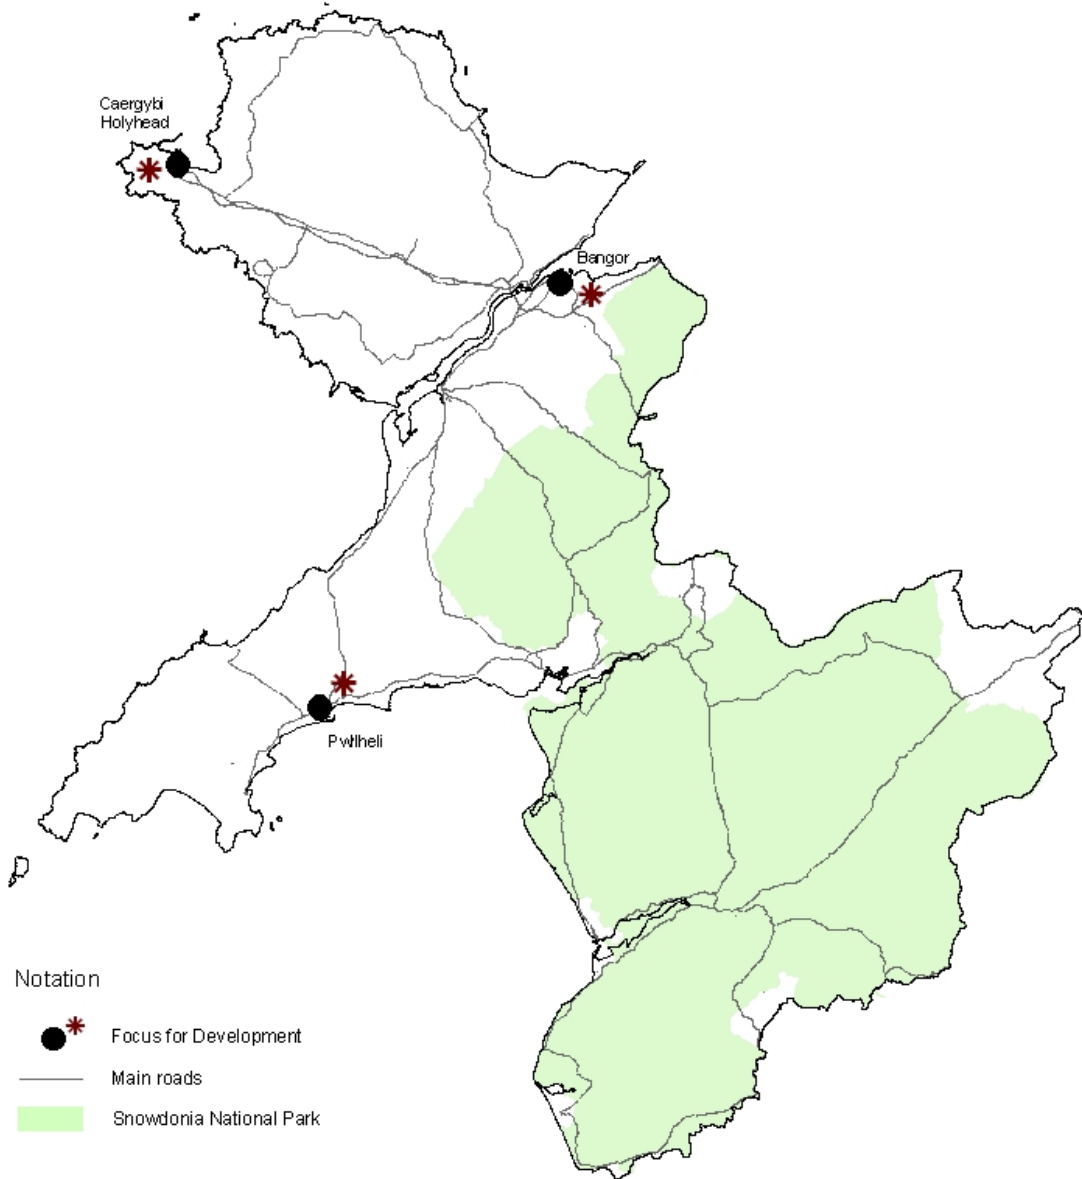 Caergybi
Holyhead
Bangor
Pwllheli
Notation
Focus for Development
Main roads
Snowdonia National Park